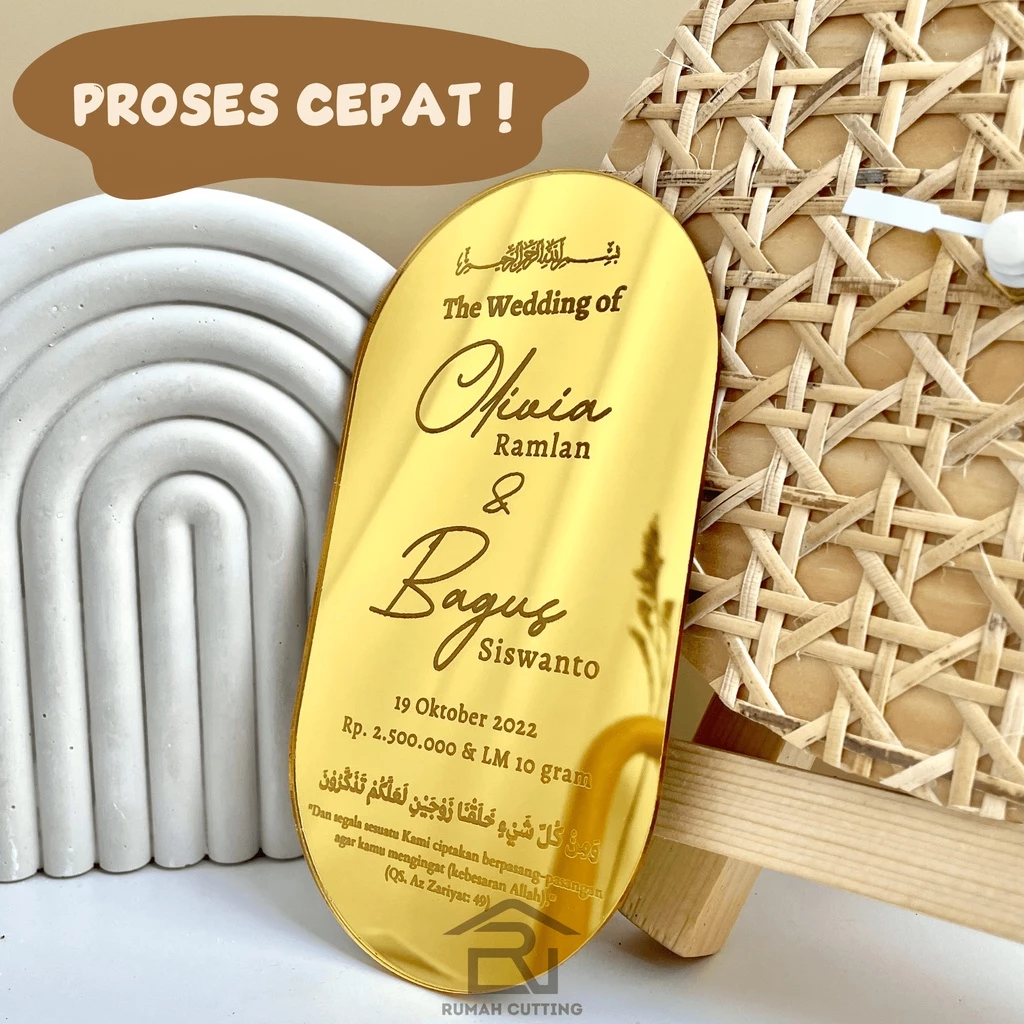 PROSES CEPAT !
بسم الله الرحمن الرحيم
The Wedding of
Olivia
Ramlan
&
Bagus
Siswanto
19 Oktober 2022
Rp. 2.500.000 & LM 10 gram
وَمِنْ كُلِّ شَيْءٍ خَلَقْنَا زَوْجَيْنِ لَعَلَّكُمْ تَذَكَّرُوْنَ
"Dan segala sesuatu Kami ciptakan berpasang-pasangan
agar kamu mengingat (kebesaran Allah),"
(QS. Az Zariyat: 49)
RUMAH CUTTING